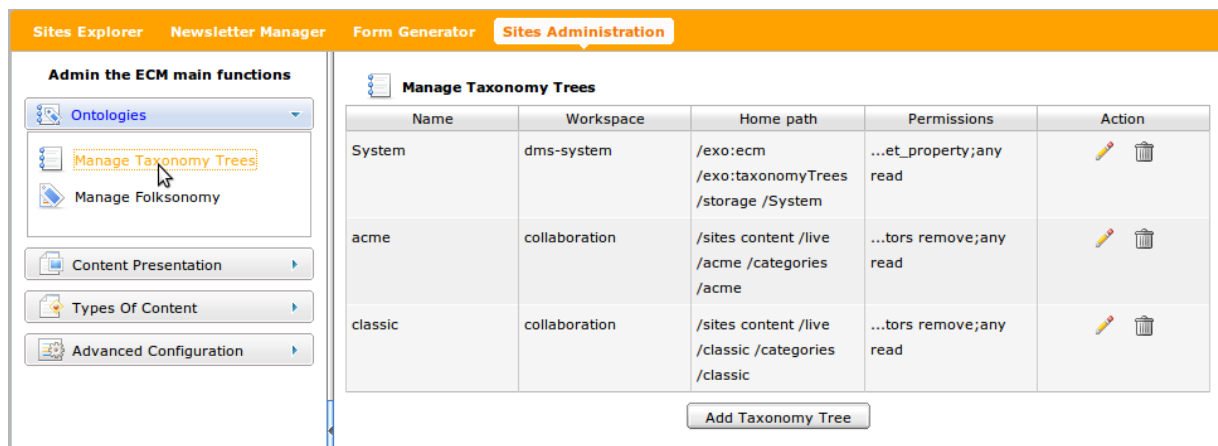 Sites Explorer Newsletter Manager Form Generator Sites Administration
Admin the ECM main functions
Ontologies
Manage Taxonomy Trees
Manage Folksonomy
Content Presentation
Types Of Content
Advanced Configuration
Manage Taxonomy Trees
Name Workspace Home path Permissions Action
System dms-system /exo:ecm ...et_property;any
/exo:taxonomyTrees read
/storage /System
acme collaboration /sites content /live ...tors remove;any
/acme /categories read
/acme
classic collaboration /sites content /live ...tors remove;any
/classic /categories read
/classic
Add Taxonomy Tree